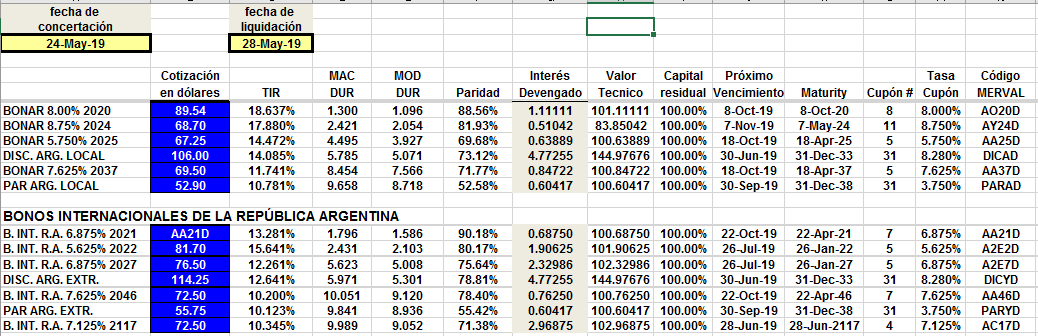 fecha de fecha de
concertación liquidación
24-May-19 28-May-19
Cotización MAC MOD Interés Valor Capital Próximo Tasa Código
en dólares TIR DUR DUR Paridad Devengado Tecnico residual Vencimiento Maturity Cupón # Cupón MERVAL
BONAR 8.00% 2020 89.54 18.637% 1.300 1.096 88.56% 1.11111 101.11111 100.00% 8-Oct-19 8-Oct-20 8 8.000% AO20D
BONAR 8.75% 2024 68.70 17.880% 2.421 2.054 81.93% 0.51042 83.85042 100.00% 7-Nov-19 7-May-24 11 8.750% AY24D
BONAR 5.750% 2025 67.25 14.472% 4.495 3.927 69.68% 0.63889 100.63889 100.00% 18-Oct-19 18-Apr-25 5 5.750% AA25D
DISC. ARG. LOCAL 106.00 14.085% 5.785 5.071 73.12% 4.77255 144.97676 100.00% 30-Jun-19 31-Dec-33 31 8.280% DICAD
BONAR 7.625% 2037 69.50 11.741% 8.454 7.566 71.77% 0.84722 100.84722 100.00% 18-Oct-19 18-Apr-37 5 7.625% AA37D
PAR ARG. LOCAL 52.90 10.781% 9.658 8.718 52.58% 0.60417 100.60417 100.00% 30-Sep-19 31-Dec-38 31 3.750% PARAD
BONOS INTERNACIONALES DE LA REPÚBLICA ARGENTINA
B. INT. R.A. 6.875% 2021 AA21D 13.281% 1.796 1.586 90.18% 0.68750 100.68750 100.00% 22-Oct-19 22-Apr-21 7 6.875% AA21D
B. INT. R.A. 5.625% 2022 81.70 15.641% 2.431 2.103 80.17% 1.90625 101.90625 100.00% 26-Jul-19 26-Jan-22 5 5.625% A2E2D
B. INT. R.A. 6.875% 2027 76.50 12.261% 5.623 5.008 75.64% 2.32986 102.32986 100.00% 26-Jul-19 26-Jan-27 5 6.875% A2E7D
DISC. ARG. EXTR. 114.25 12.641% 5.971 5.301 78.81% 4.77255 144.97676 100.00% 30-Jun-19 31-Dec-33 31 8.280% DICYD
B. INT. R.A. 7.625% 2046 72.50 10.200% 10.051 9.120 78.40% 0.76250 100.76250 100.00% 22-Oct-19 22-Apr-46 7 7.625% AA46D
PAR ARG. EXTR. 55.75 10.123% 9.841 8.936 55.42% 0.60417 100.60417 100.00% 30-Sep-19 31-Dec-38 31 3.750% PARYD
B. INT. R.A. 7.125% 2117 72.50 10.345% 9.989 9.052 71.38% 2.96875 102.96875 100.00% 28-Jun-19 28-Jun-2117 4 7.125% AC17D